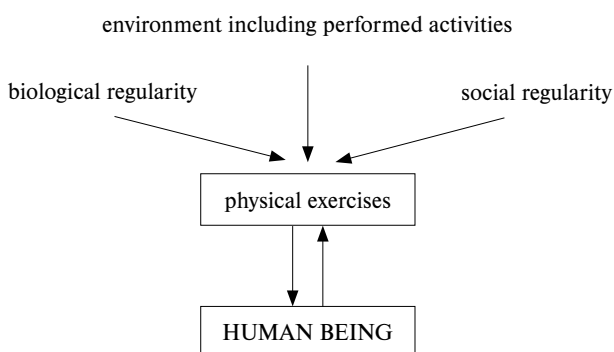 environment including performed activities
biological regularity
social regularity
physical exercises
HUMAN BEING